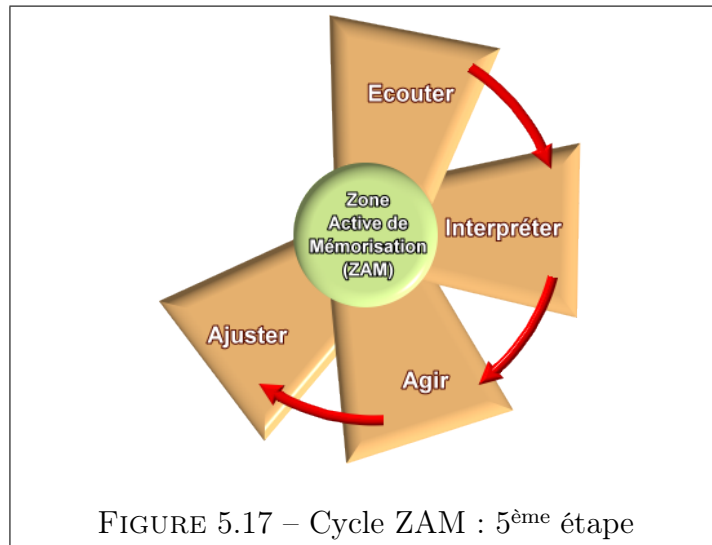 Ecouter
Zone
Active de
Mémorisation
(ZAM)
Interpréter
Agir
Ajuster
FIGURE 5.17 – Cycle ZAM : 5ème étape